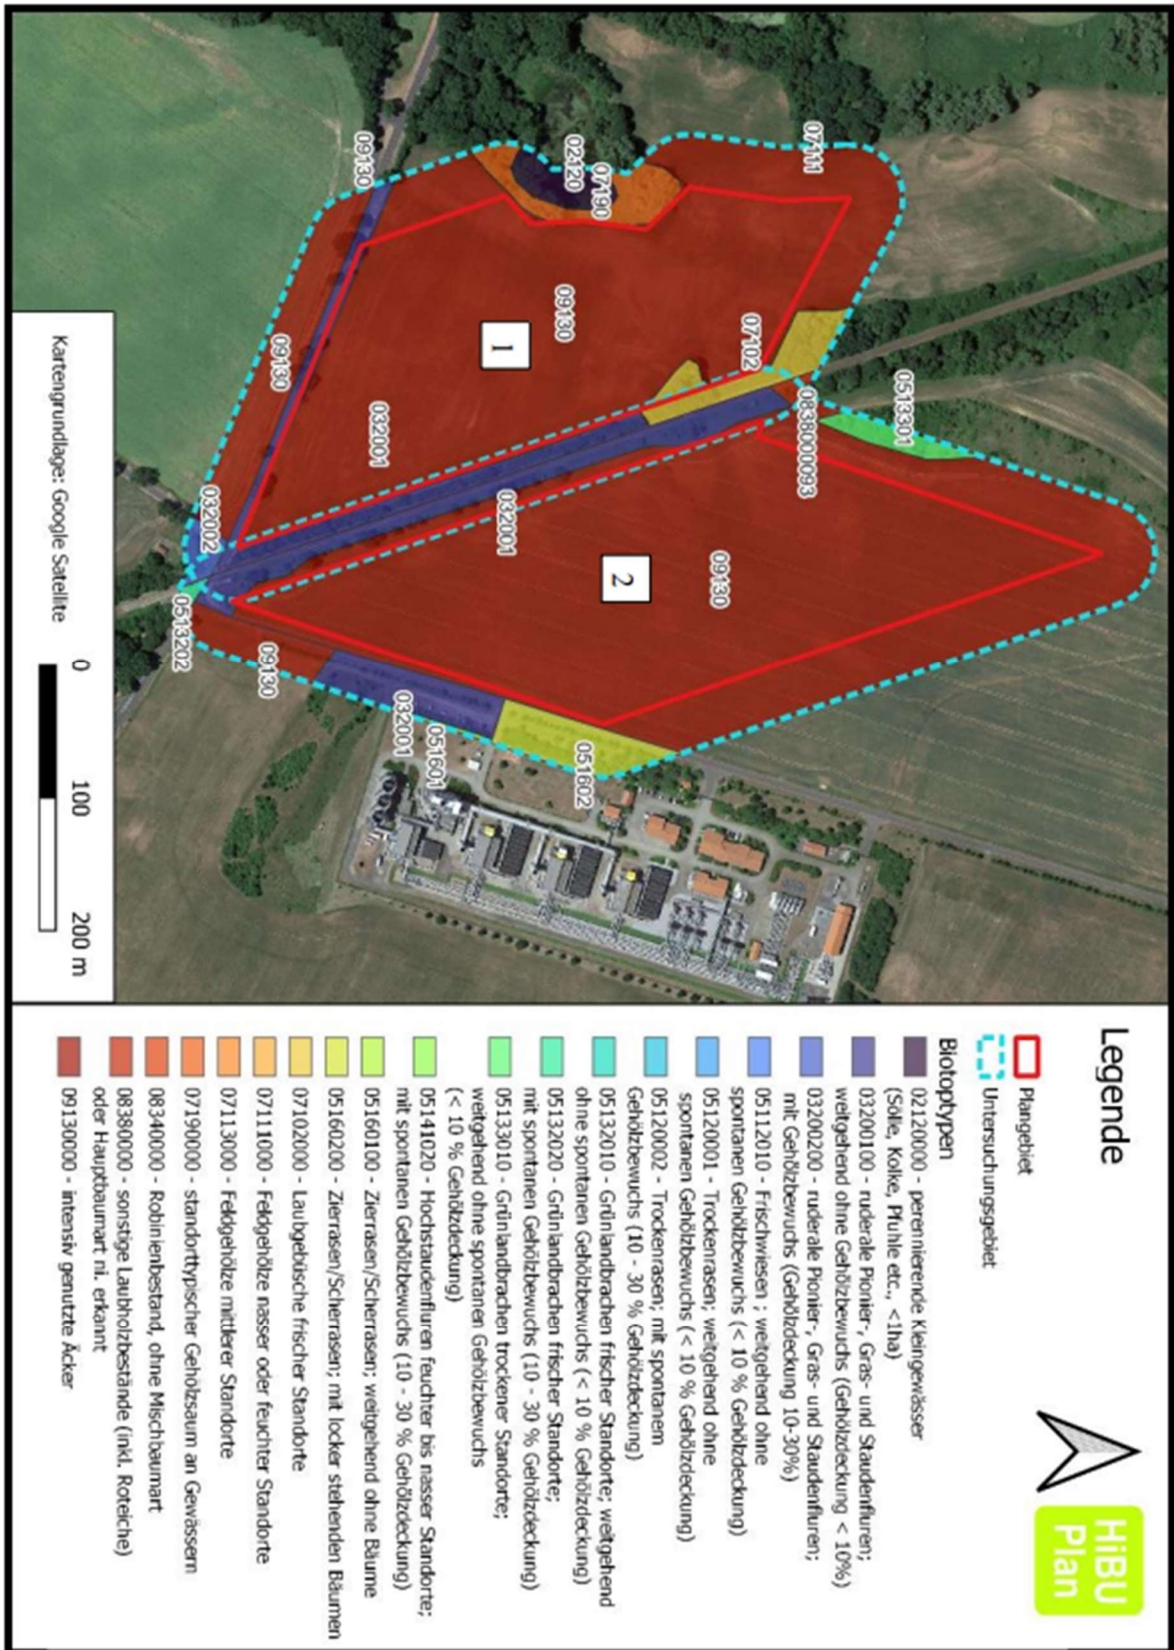 07111
09130
02120
07190
09130
1
07102
0513301
0838000093
09130
032001
032001
2
09130
032002
0513202
09130
032001
051601
051602
Kartengrundlage: Google Satellite
0
100
200 m
Legende
Plangebiet
Untersuchungsgebiet
Biotoptypen
02120000 - perennierende Kleingewässer
(Sölle, Kolke, Pfuhle etc., <1ha)
03200100 - ruderale Pionier-, Gras- und Staudenfluren;
weitgehend ohne Gehölzbewuchs (Gehölzdeckung < 10%)
03200200 - ruderale Pionier-, Gras- und Staudenfluren;
mit Gehölzbewuchs (Gehölzdeckung 10-30%)
05112010 - Frischwiesen ; weitgehend ohne
spontanen Gehölzbewuchs (< 10 % Gehölzdeckung)
05120001 - Trockenrasen; weitgehend ohne
spontanen Gehölzbewuchs (< 10 % Gehölzdeckung)
05120002 - Trockenrasen; mit spontanem
Gehölzbewuchs (10 - 30 % Gehölzdeckung)
05132010 - Grünlandbrachen frischer Standorte; weitgehend
ohne spontanen Gehölzbewuchs (< 10 % Gehölzdeckung)
05132020 - Grünlandbrachen frischer Standorte;
mit spontanen Gehölzbewuchs (10 - 30 % Gehölzdeckung)
05133010 - Grünlandbrachen trockener Standorte;
weitgehend ohne spontanen Gehölzbewuchs
(< 10 % Gehölzdeckung)
05141020 - Hochstaudenfluren feuchter bis nasser Standorte;
mit spontanen Gehölzbewuchs (10 - 30 % Gehölzdeckung)
05160100 - Zierrasen/Scherrasen; weitgehend ohne Bäume
05160200 - Zierrasen/Scherrasen; mit locker stehenden Bäumen
07102000 - Laubgebüsche frischer Standorte
07111000 - Feldgehölze nasser oder feuchter Standorte
07113000 - Feldgehölze mittlerer Standorte
07190000 - standorttypischer Gehölzsaum an Gewässern
08340000 - Robinienbestand, ohne Mischbaumart
08380000 - sonstige Laubholzbestände (inkl. Roteiche)
oder Hauptbaumart ni. erkannt
09130000 - intensiv genutzte Äcker
HiBU
Plan